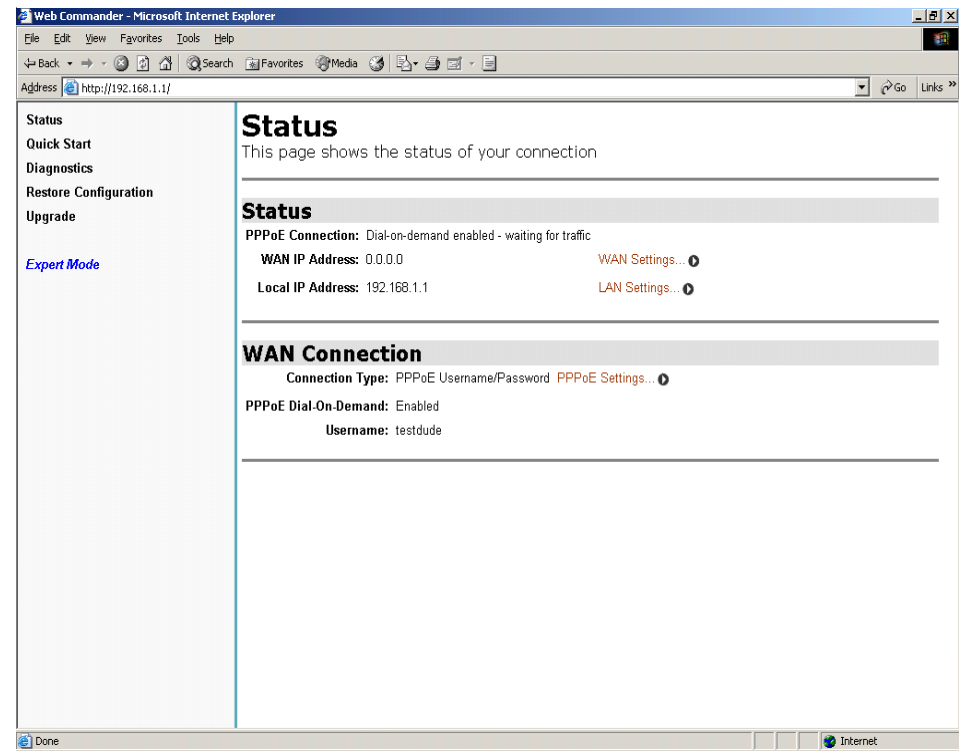 Web Commander - Microsoft Internet Explorer
File Edit View Favorites Tools Help
Back Search Favorites Media
Address http://192.168.1.1/ Go Links »
Status
Quick Start
Diagnostics
Restore Configuration
Upgrade
Expert Mode
Status
This page shows the status of your connection
Status
PPPoE Connection: Dial-on-demand enabled - waiting for traffic
WAN IP Address: 0.0.0.0 WAN Settings...
Local IP Address: 192.168.1.1 LAN Settings...
WAN Connection
Connection Type: PPPoE Username/Password PPPoE Settings...
PPPoE Dial-On-Demand: Enabled
Username: testdude
Done Internet